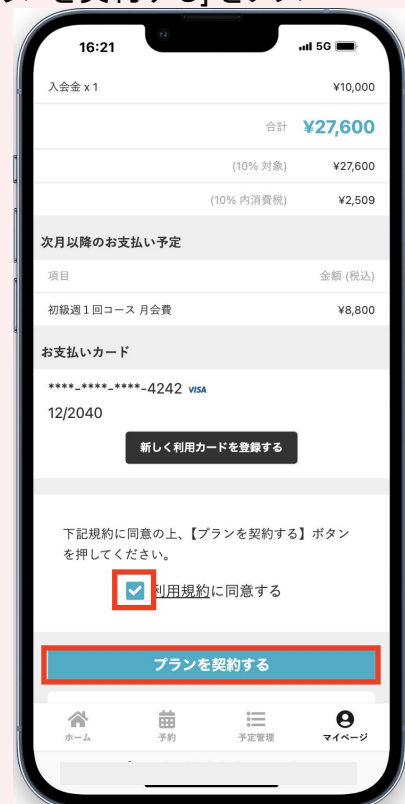 16:21 5G
入会金 x 1 ¥10,000
合計 ¥27,600
(10% 対象) ¥27,600
(10% 内消費税) ¥2,509
次月以降のお支払い予定
項目 金額 (税込)
初級週1回コース 月会費 ¥8,800
お支払いカード
****-****-****-4242 VISA
12/2040
新しく利用カードを登録する
下記規約に同意の上、【プランを契約する】ボタン
を押してください。
利用規約に同意する
プランを契約する
ホーム 予約 予定管理 マイページ